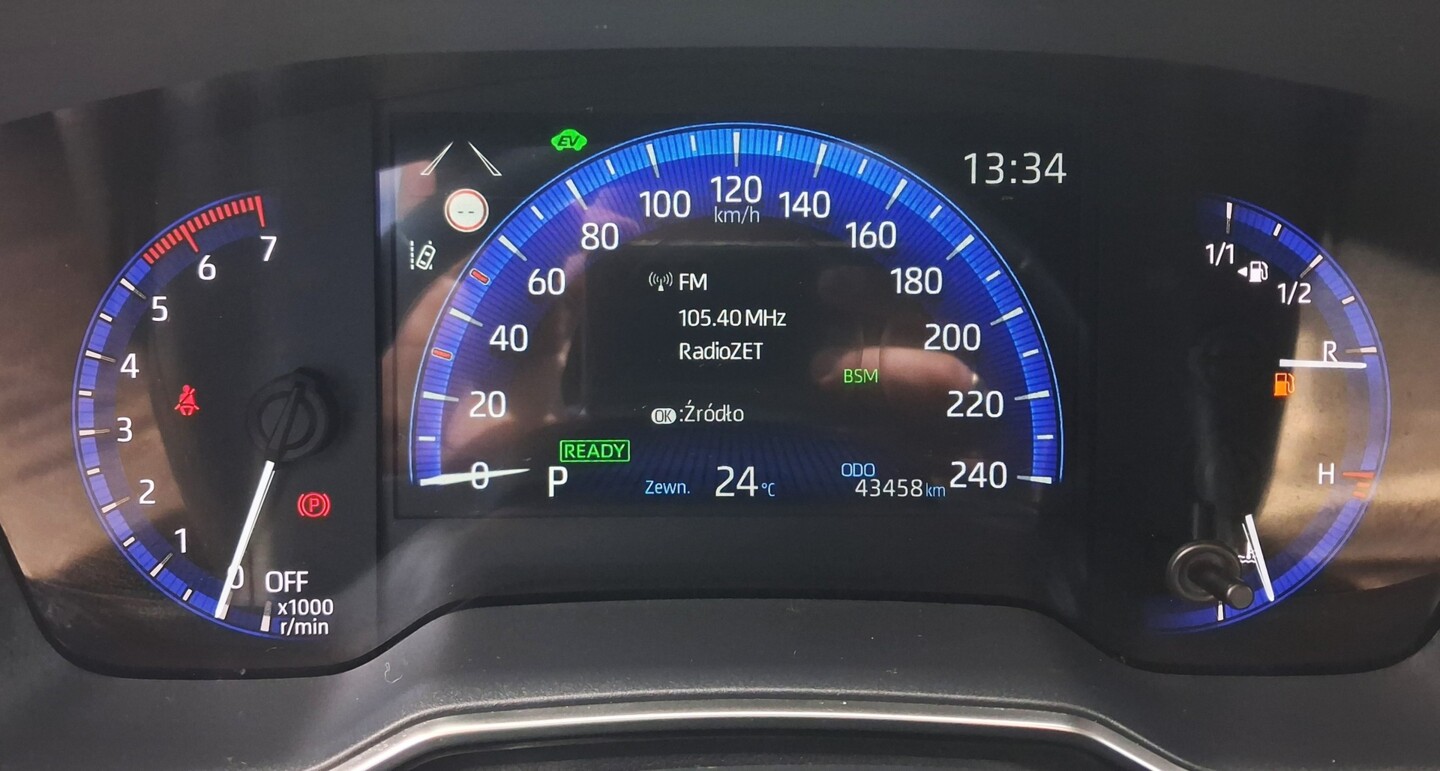 EV
13:34
100
120
140
km/h
80
160
60
180
40
200
20
220
0
240
FM
105.40 MHz
RadioZET
BSM
OK :Źródło
READY
P
Zewn. 24 °C
ODO
43458 km
7
6
5
4
3
2
1
0
OFF
x1000
r/min
P
1/1
1/2
R
H